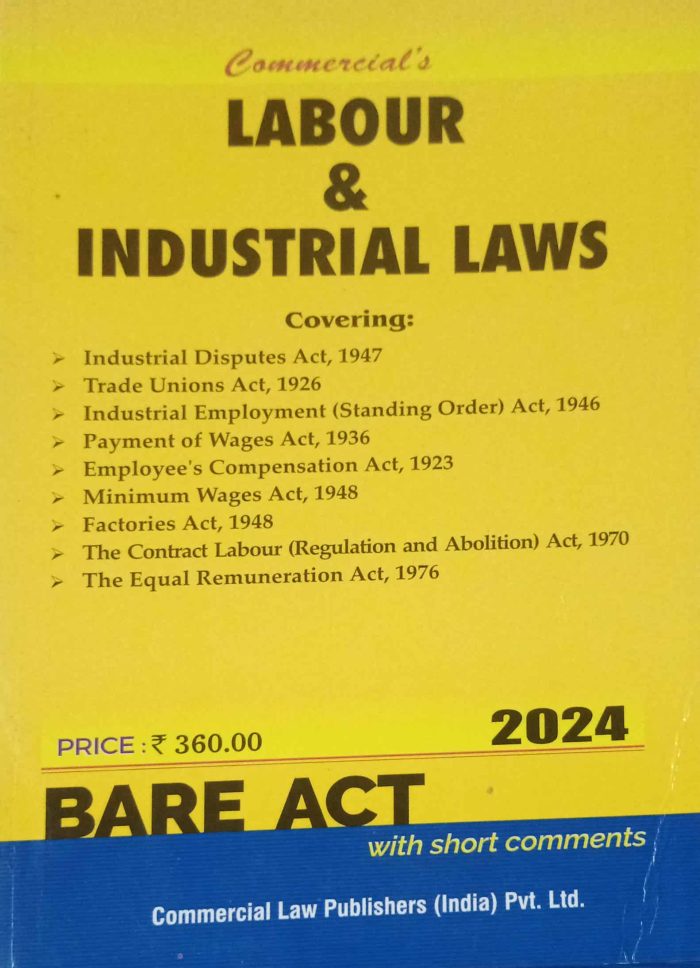 Commercial's
LABOUR
&
INDUSTRIAL LAWS
Covering:
➢ Industrial Disputes Act, 1947
➢ Trade Unions Act, 1926
➢ Industrial Employment (Standing Order) Act, 1946
➢ Payment of Wages Act, 1936
➢ Employee's Compensation Act, 1923
➢ Minimum Wages Act, 1948
➢ Factories Act, 1948
➢ The Contract Labour (Regulation and Abolition) Act, 1970
➢ The Equal Remuneration Act, 1976
PRICE : ₹ 360.00 2024
BARE ACT
with short comments
Commercial Law Publishers (India) Pvt. Ltd.